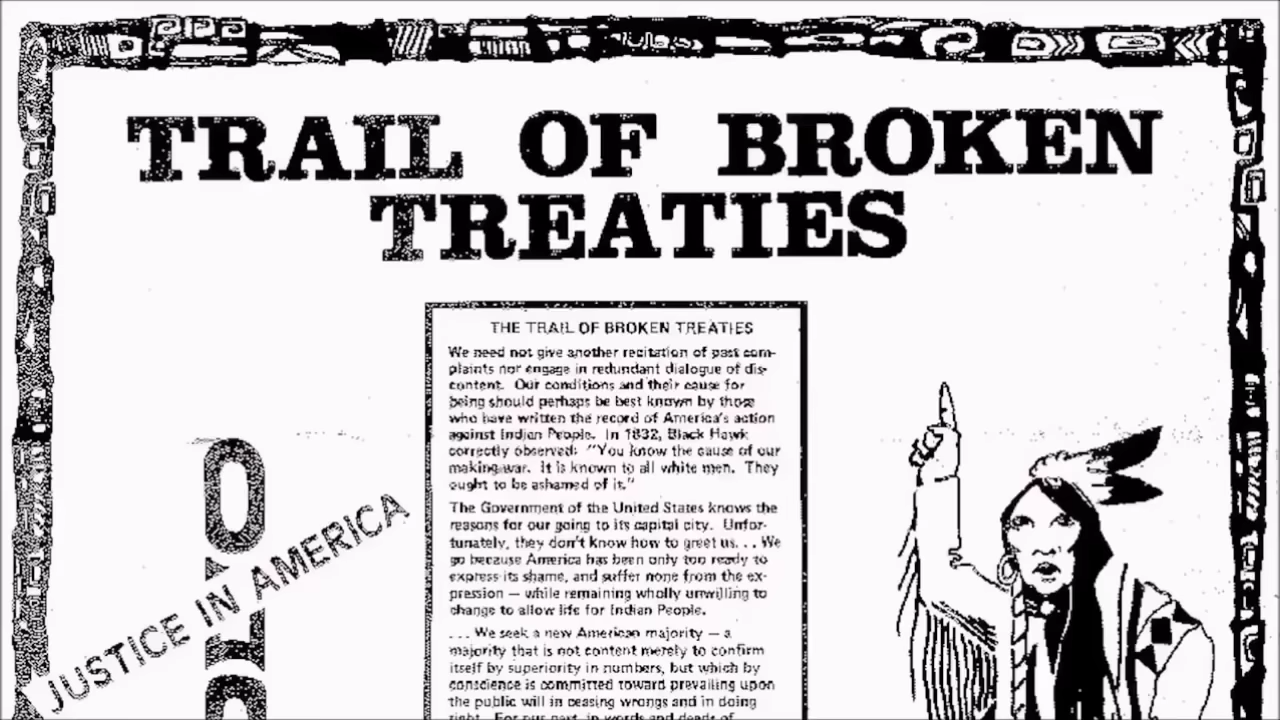 TRAIL OF BROKEN
TREATIES
THE TRAIL OF BROKEN TREATIES
We need not give another recitation of past com-
plaints nor engage in redundant dialogue of dis-
content. Our conditions and their cause for
being should perhaps be best known by those
who have written the record of America's action
against Indian People. In 1832, Black Hawk
correctly observed: "You know the cause of our
making war. It is known to all white men. They
ought to be ashamed of it."
The Government of the United States knows the
reasons for our going to its capital city. Unfor-
tunately, they don't know how to greet us. . . We
go because America has been only too ready to
express its shame, and suffer none from the ex-
pression — while remaining wholly unwilling to
change to allow life for Indian People.
. . . We seek a new American majority — a
majority that is not content merely to confirm
itself by superiority in numbers, but which by
conscience is committed toward prevailing upon
the public will in ceasing wrongs and in doing
right. For our part, in words and deeds of
JUSTICE IN AMERICA